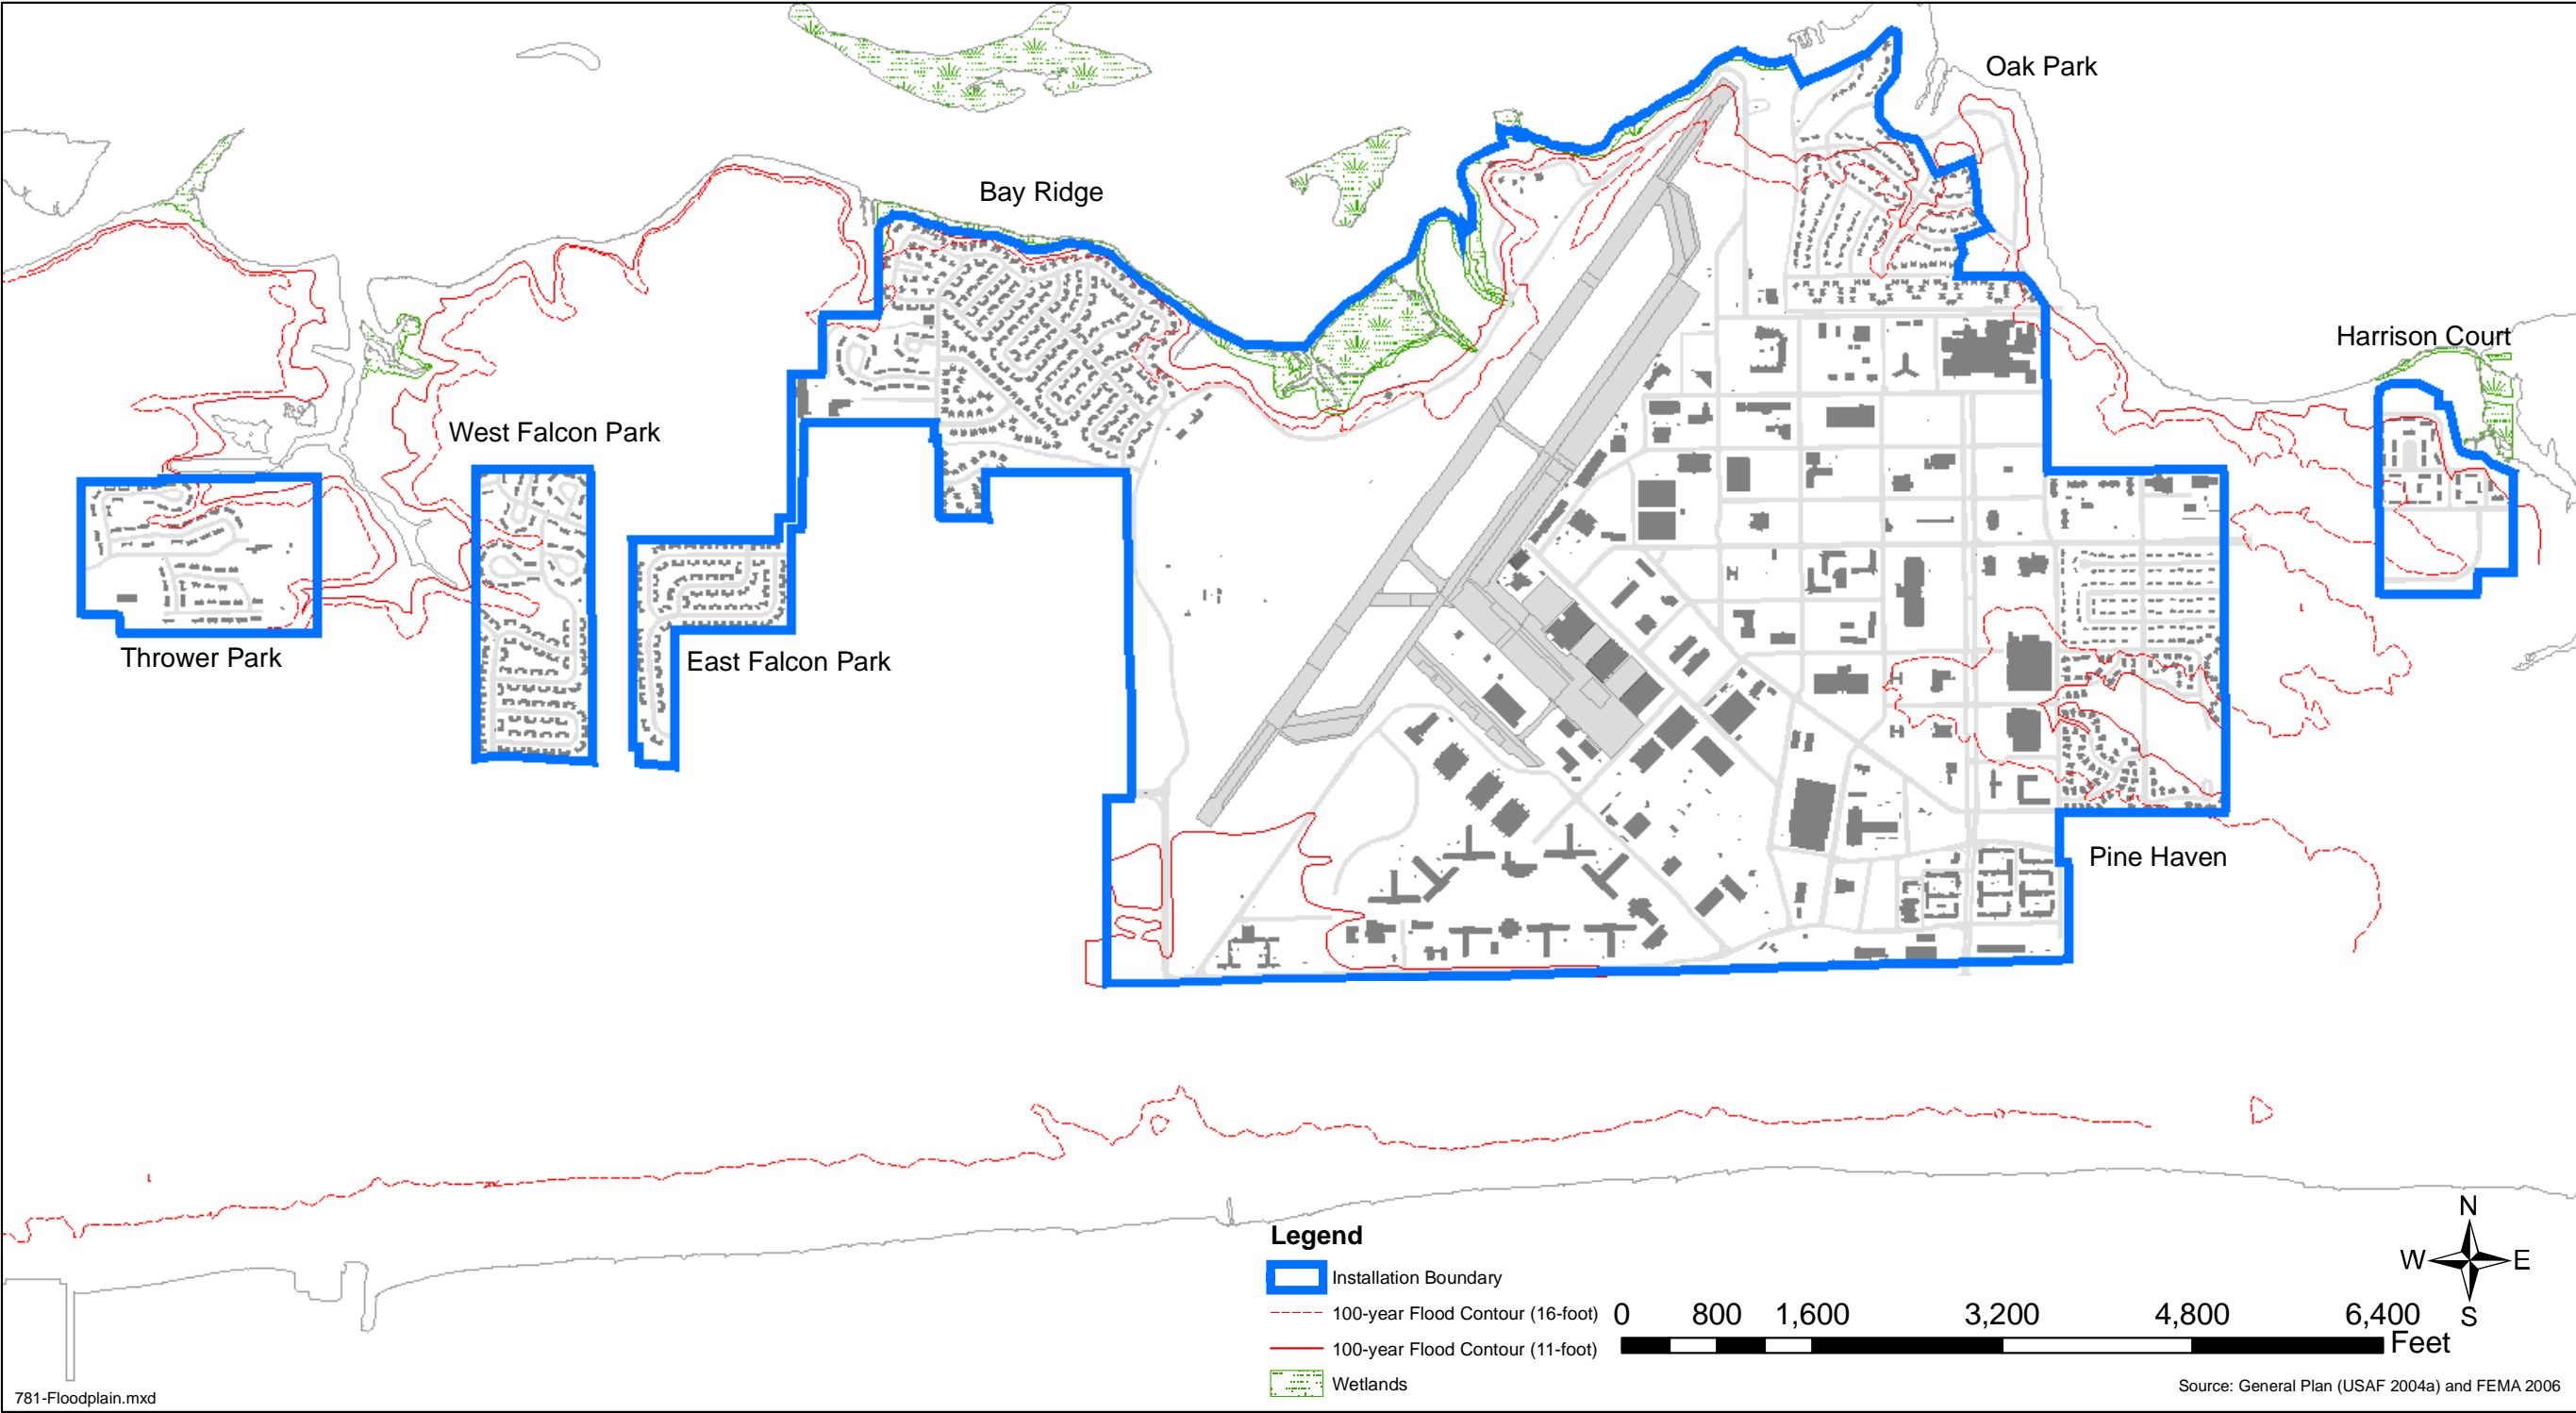 Oak Park
Bay Ridge
Harrison Court
West Falcon Park
Thrower Park
East Falcon Park
Pine Haven
Legend
Installation Boundary
100-year Flood Contour (16-foot)
100-year Flood Contour (11-foot)
Wetlands
0 800 1,600 3,200 4,800 6,400
Feet
N
W E
S
781-Floodplain.mxd
Source: General Plan (USAF 2004a) and FEMA 2006